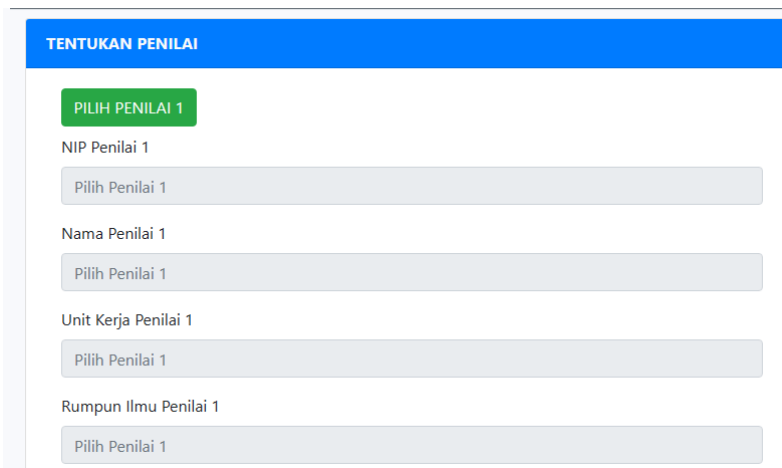 TENTUKAN PENILAI
PILIH PENILAI 1
NIP Penilai 1
Pilih Penilai 1
Nama Penilai 1
Pilih Penilai 1
Unit Kerja Penilai 1
Pilih Penilai 1
Rumpun Ilmu Penilai 1
Pilih Penilai 1